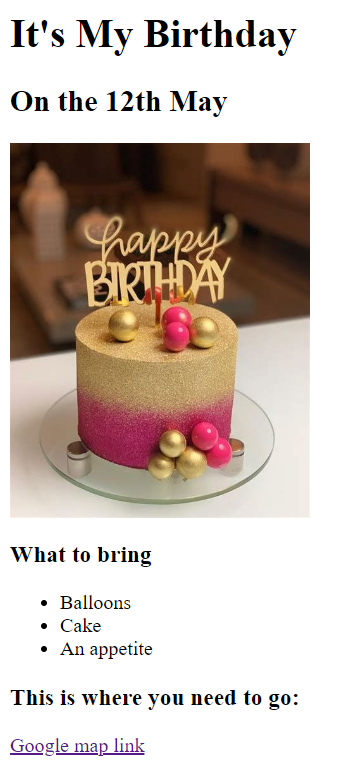 It's My Birthday
On the 12th May
happy
BIRTHDAY
What to bring
Balloons
Cake
An appetite
This is where you need to go:
Google map link